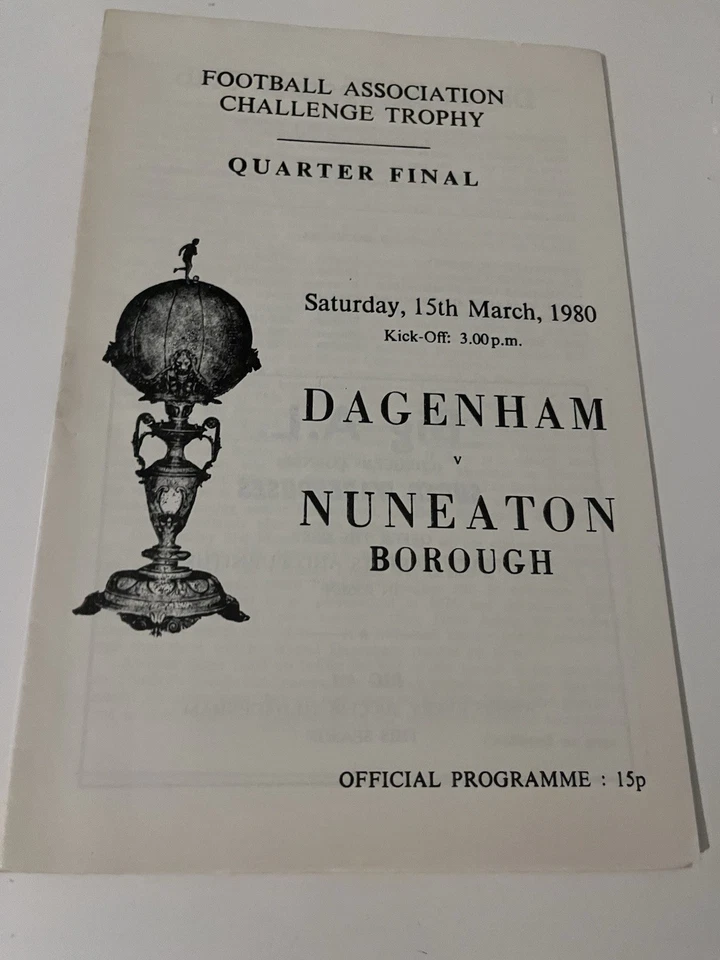 FOOTBALL ASSOCIATION
CHALLENGE TROPHY
QUARTER FINAL
Saturday, 15th March, 1980
Kick-Off: 3.00 p.m.
DAGENHAM
v
NUNEATON
BOROUGH
OFFICIAL PROGRAMME : 15p